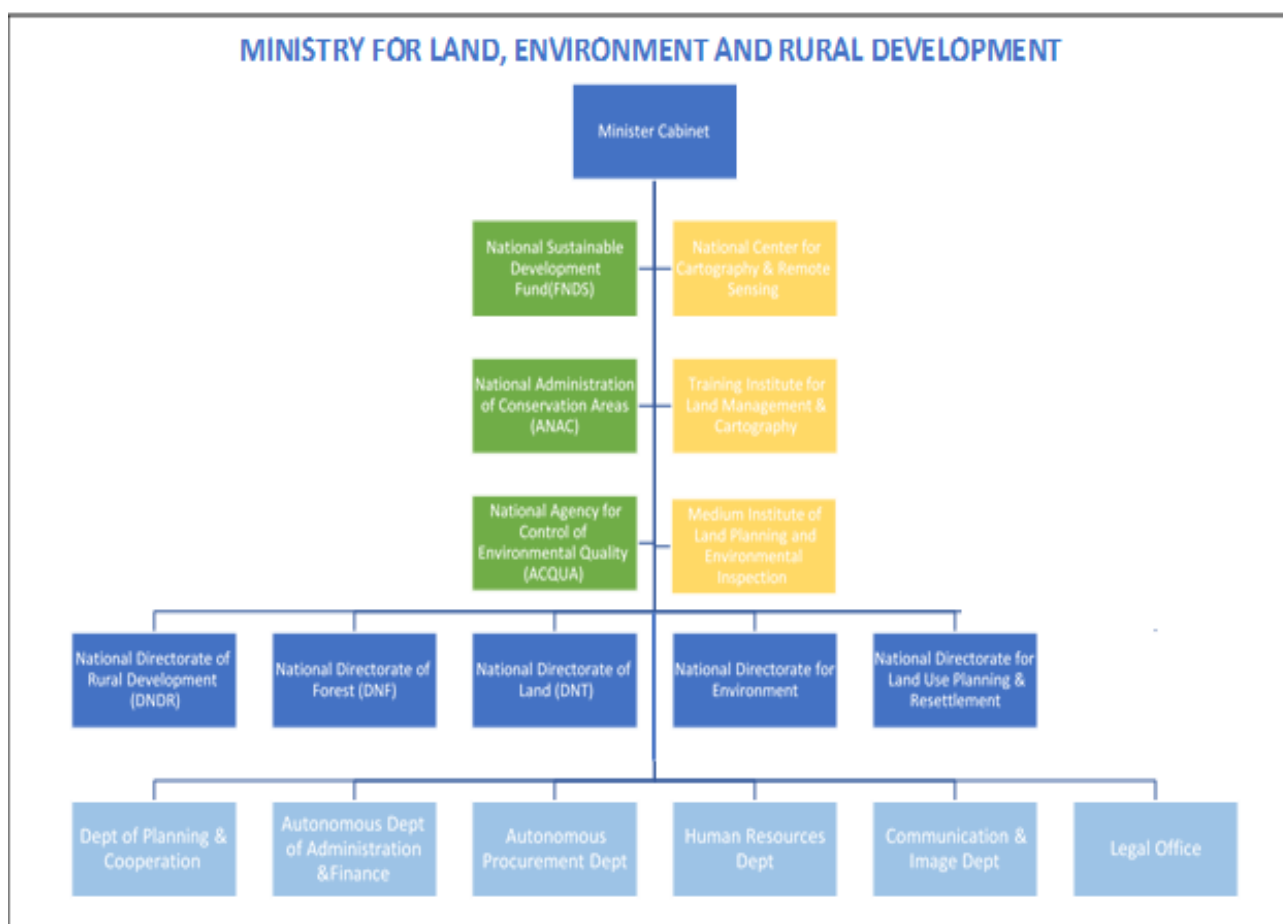 MINISTRY FOR LAND, ENVIRONMENT AND RURAL DEVELOPMENT
Minister Cabinet
National Sustainable
Development
Fund(FNDS)
National Center for
Cartography & Remote
Sensing
National Administration
of Conservation Areas
(ANAC)
Training Institute for
Land Management &
Cartography
National Agency for
Control of
Environmental Quality
(ACQUA)
Medium Institute of
Land Planning and
Environmental
Inspection
National Directorate of
Rural Development
(DNDR)
National Directorate of
Forest (DNF)
National Directorate of
Land (DNT)
National Directorate for
Environment
National Directorate for
Land Use Planning &
Resettlement
Dept of Planning &
Cooperation
Autonomous Dept
of Administration
&Finance
Autonomous
Procurement Dept
Human Resources
Dept
Communication &
Image Dept
Legal Office